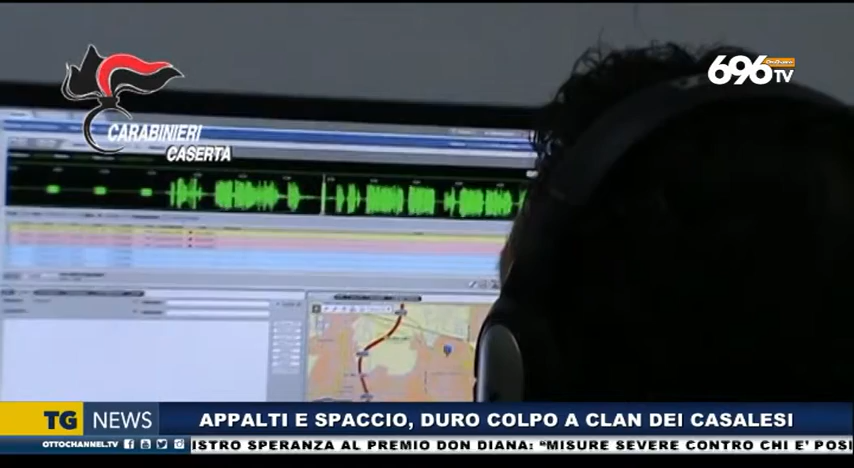 696
OttoChannel
TV
CARABINIERI
CASERTA
TG NEWS
APPALTI E SPACCIO, DURO COLPO A CLAN DEI CASALESI
OTTOCHANNEL.TV
ISTRO SPERANZA AL PREMIO DON DIANA: "MISURE SEVERE CONTRO CHI E' POSI